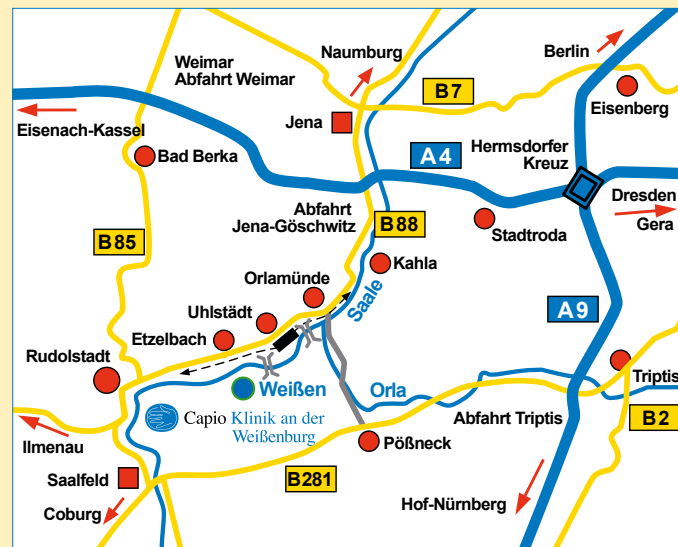 Naumburg
Berlin
Weimar
Abfahrt Weimar
B7
Eisenberg
Eisenach-Kassel
Jena
Hermsdorfer
Kreuz
A4
Bad Berka
Dresden
Gera
Abfahrt
Jena-Göschwitz
B88
Stadtroda
B85
Kahla
Orlamünde
Saale
A9
Uhlstädt
Etzelbach
Rudolstadt
Triptis
Weißen
Orla
Capio Klinik an der
Weißenburg
Abfahrt Triptis
B2
Ilmenau
Pößneck
Saalfeld
B281
Coburg
Hof-Nürnberg